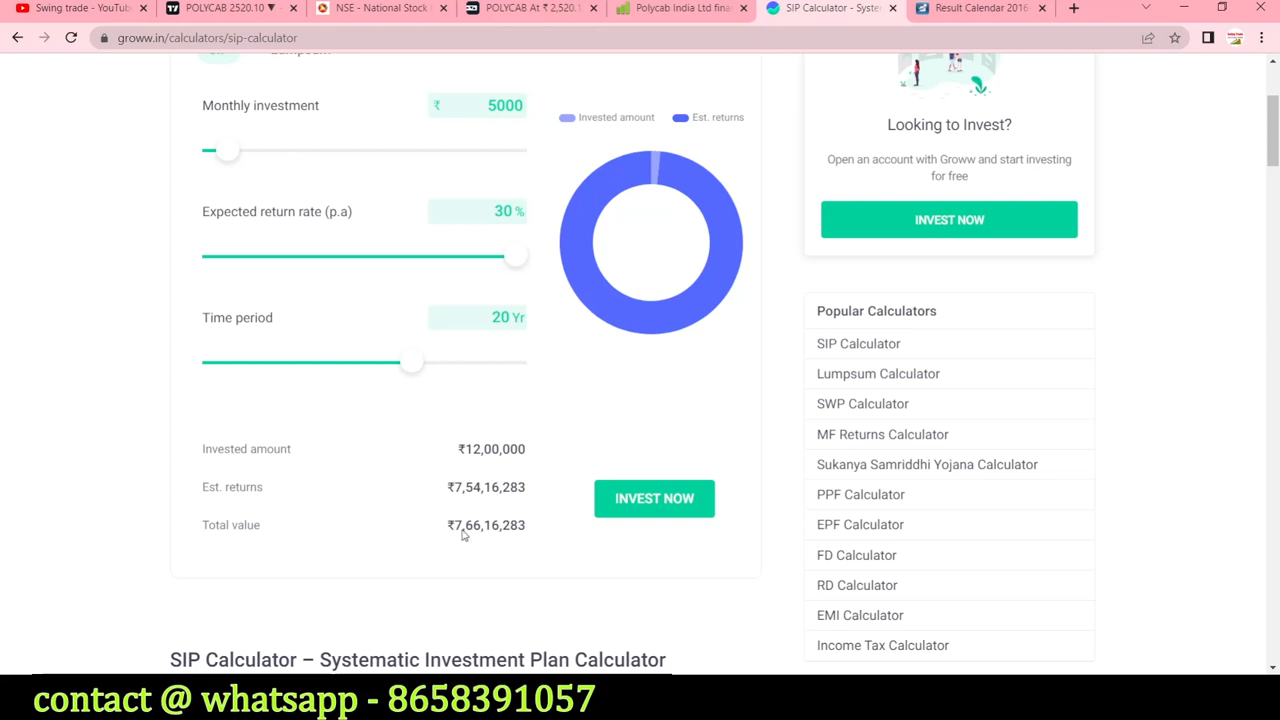 Swing trade - YouTube
POLYCAB 2520.10 ▼
NSE - National Stock
POLYCAB At ₹ 2,520.1
Polycab India Ltd finan
SIP Calculator - Syste
Result Calendar 2016
groww.in/calculators/sip-calculator
Monthly investment
₹ 5000
Expected return rate (p.a)
30 %
Time period
20 Yr
Invested amount
Est. returns
Invested amount ₹12,00,000
Est. returns ₹7,54,16,283
Total value ₹7,66,16,283
INVEST NOW
Looking to Invest?
Open an account with Groww and start investing
for free
INVEST NOW
Popular Calculators
SIP Calculator
Lumpsum Calculator
SWP Calculator
MF Returns Calculator
Sukanya Samriddhi Yojana Calculator
PPF Calculator
EPF Calculator
FD Calculator
RD Calculator
EMI Calculator
Income Tax Calculator
SIP Calculator – Systematic Investment Plan Calculator
contact @ whatsapp - 8658391057